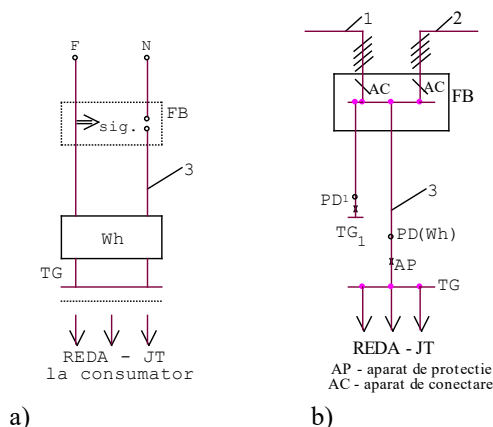 F N
FB
sig.
3
Wh
TG
REDA - JT
la consumator
a)
1 2
AC AC
FB
PD1
3
TG1
PD(Wh)
AP
TG
REDA - JT
AP - aparat de protectie
AC - aparat de conectare
b)